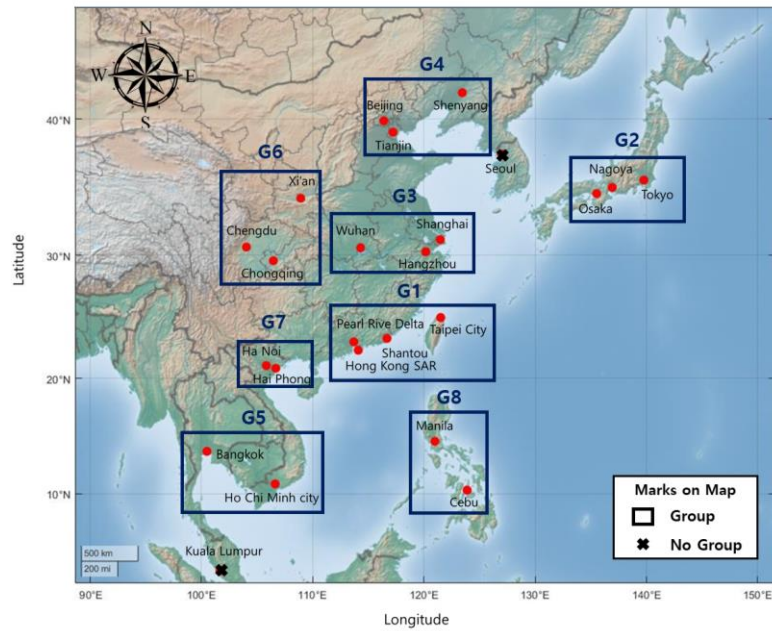 N
W E
S
G4
Beijing Shenyang
Tianjin
Seoul
G2
Nagoya
Osaka Tokyo
G6
Xi'an
Chengdu
Chongqing
G3
Wuhan Shanghai
Hangzhou
G1
Pearl Rive Delta Taipei City
Shantou
Hong Kong SAR
G7
Ha Noi
Hai Phong
G5
Bangkok
Ho Chi Minh city
G8
Manila
Cebu
Kuala Lumpur
500 km
200 mi
Marks on Map
Group
No Group
40°N
30°N
20°N
10°N
Latitude
90°E 100°E 110°E 120°E 130°E 140°E 150°E
Longitude